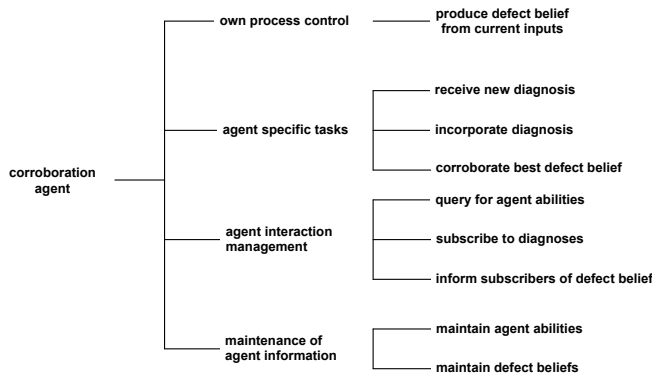 own process control
produce defect belief
from current inputs
receive new diagnosis
agent specific tasks
incorporate diagnosis
corroborate best defect belief
corroboration
agent
query for agent abilities
agent interaction
management
subscribe to diagnoses
inform subscribers of defect belief
maintenance of
agent information
maintain agent abilities
maintain defect beliefs